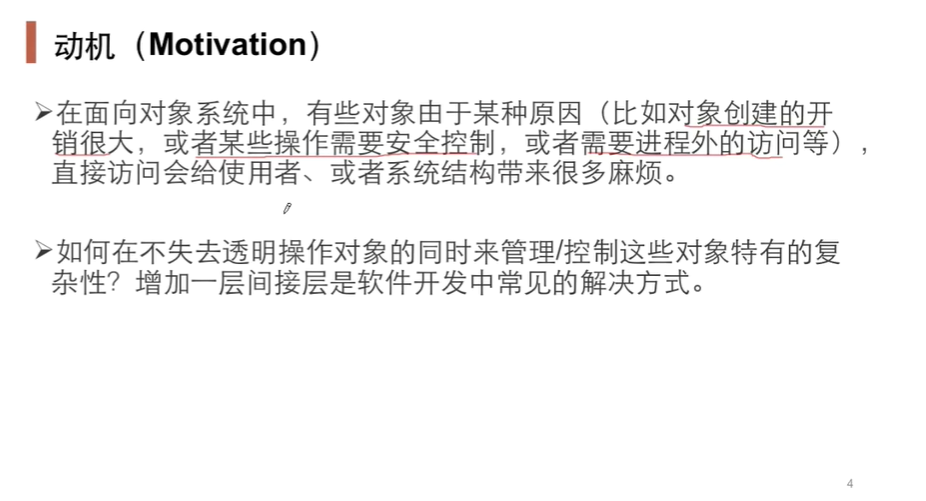 动机（Motivation）
➢在面向对象系统中，有些对象由于某种原因（比如对象创建的开
销很大，或者某些操作需要安全控制，或者需要进程外的访问等），
直接访问会给使用者、或者系统结构带来很多麻烦。
➢如何在不失去透明操作对象的同时来管理/控制这些对象特有的复
杂性？增加一层间接层是软件开发中常见的解决方式。
4